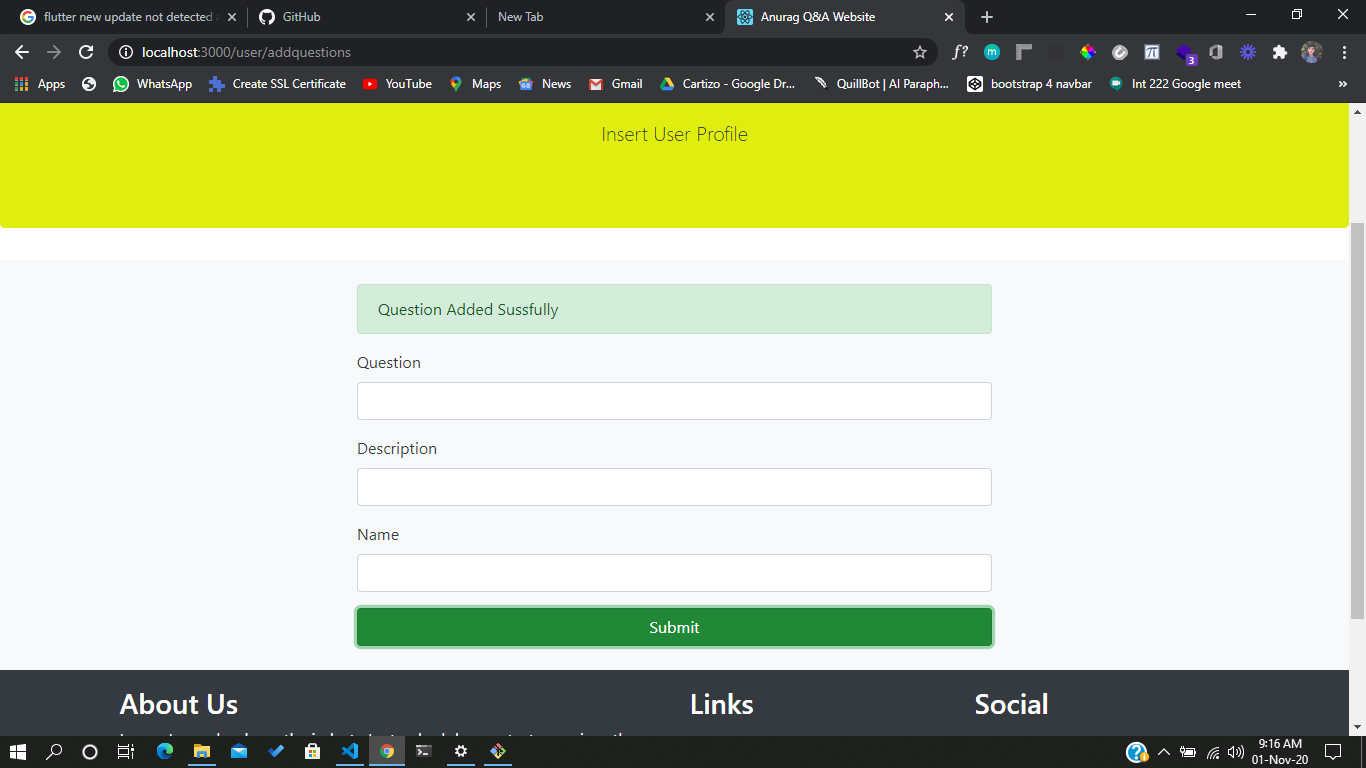 flutter new update not detected
GitHub
New Tab
Anurag Q&A Website
localhost:3000/user/addquestions
f?
m
3
Apps
WhatsApp
Create SSL Certificate
YouTube
Maps
News
Gmail
Cartizo - Google Dr...
QuillBot | AI Paraph...
bootstrap 4 navbar
Int 222 Google meet
»
Insert User Profile
Question Added Sussfully
Question
Description
Name
Submit
About Us
Links
Social
9:16 AM
01-Nov-20